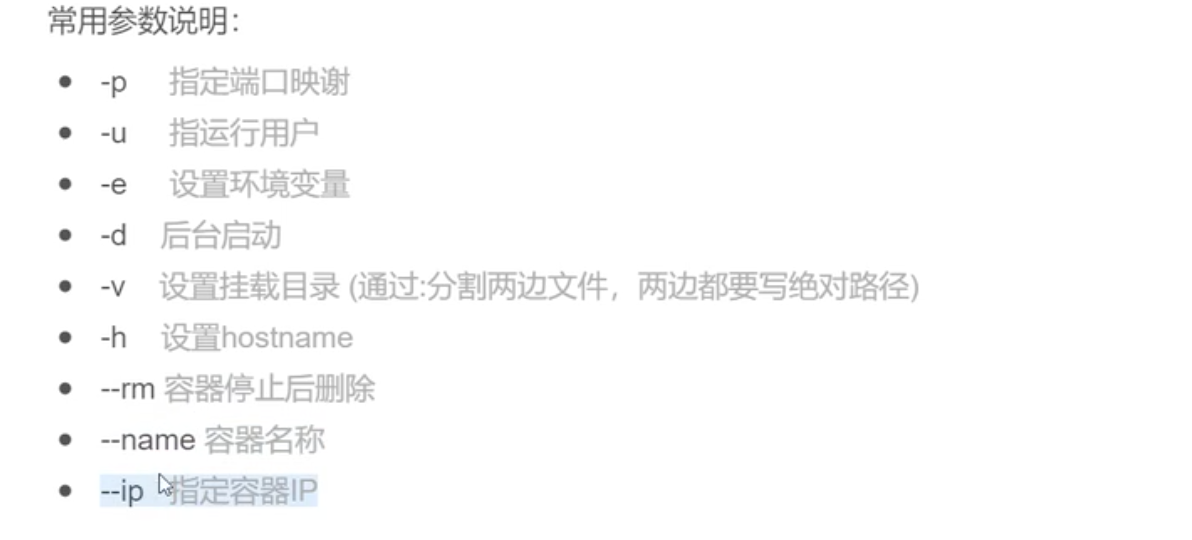 常用参数说明：
-p 指定端口映谢
-u 指运行用户
-e 设置环境变量
-d 后台启动
-v 设置挂载目录 (通过:分割两边文件，两边都要写绝对路径)
-h 设置hostname
--rm 容器停止后删除
--name 容器名称
--ip 指定容器IP